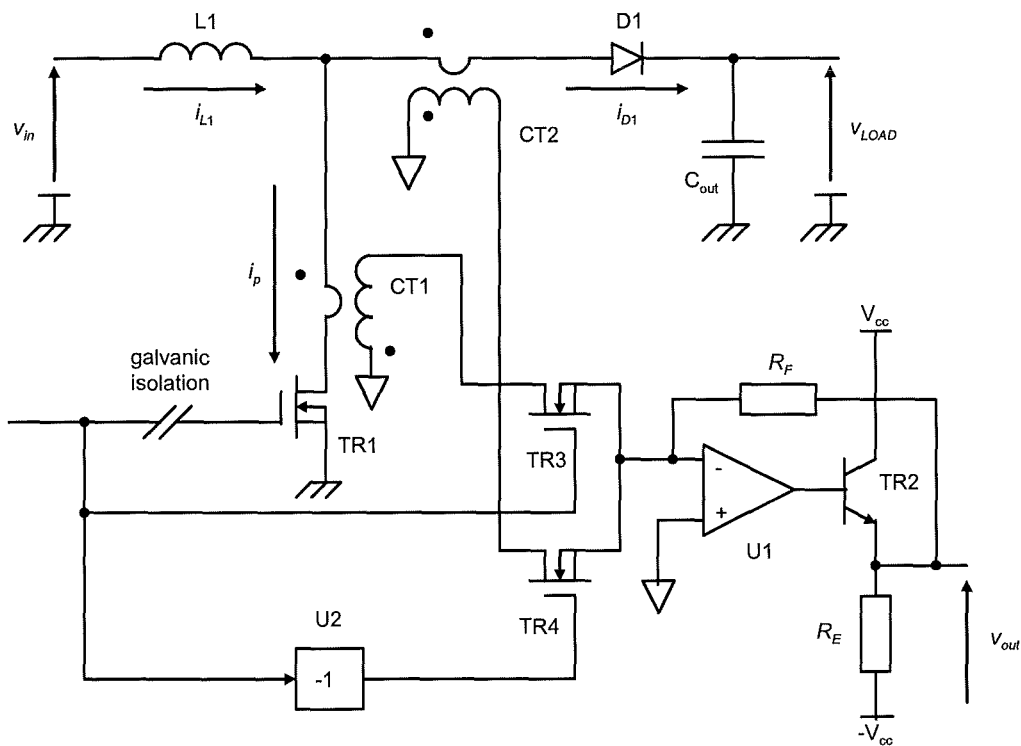 L1
D1
i_L1
i_D1
v_in
CT2
v_LOAD
C_out
i_p
CT1
V_cc
galvanic
isolation
R_F
TR1
TR3
-
+
TR2
U1
U2
TR4
-1
R_E
v_out
-V_cc